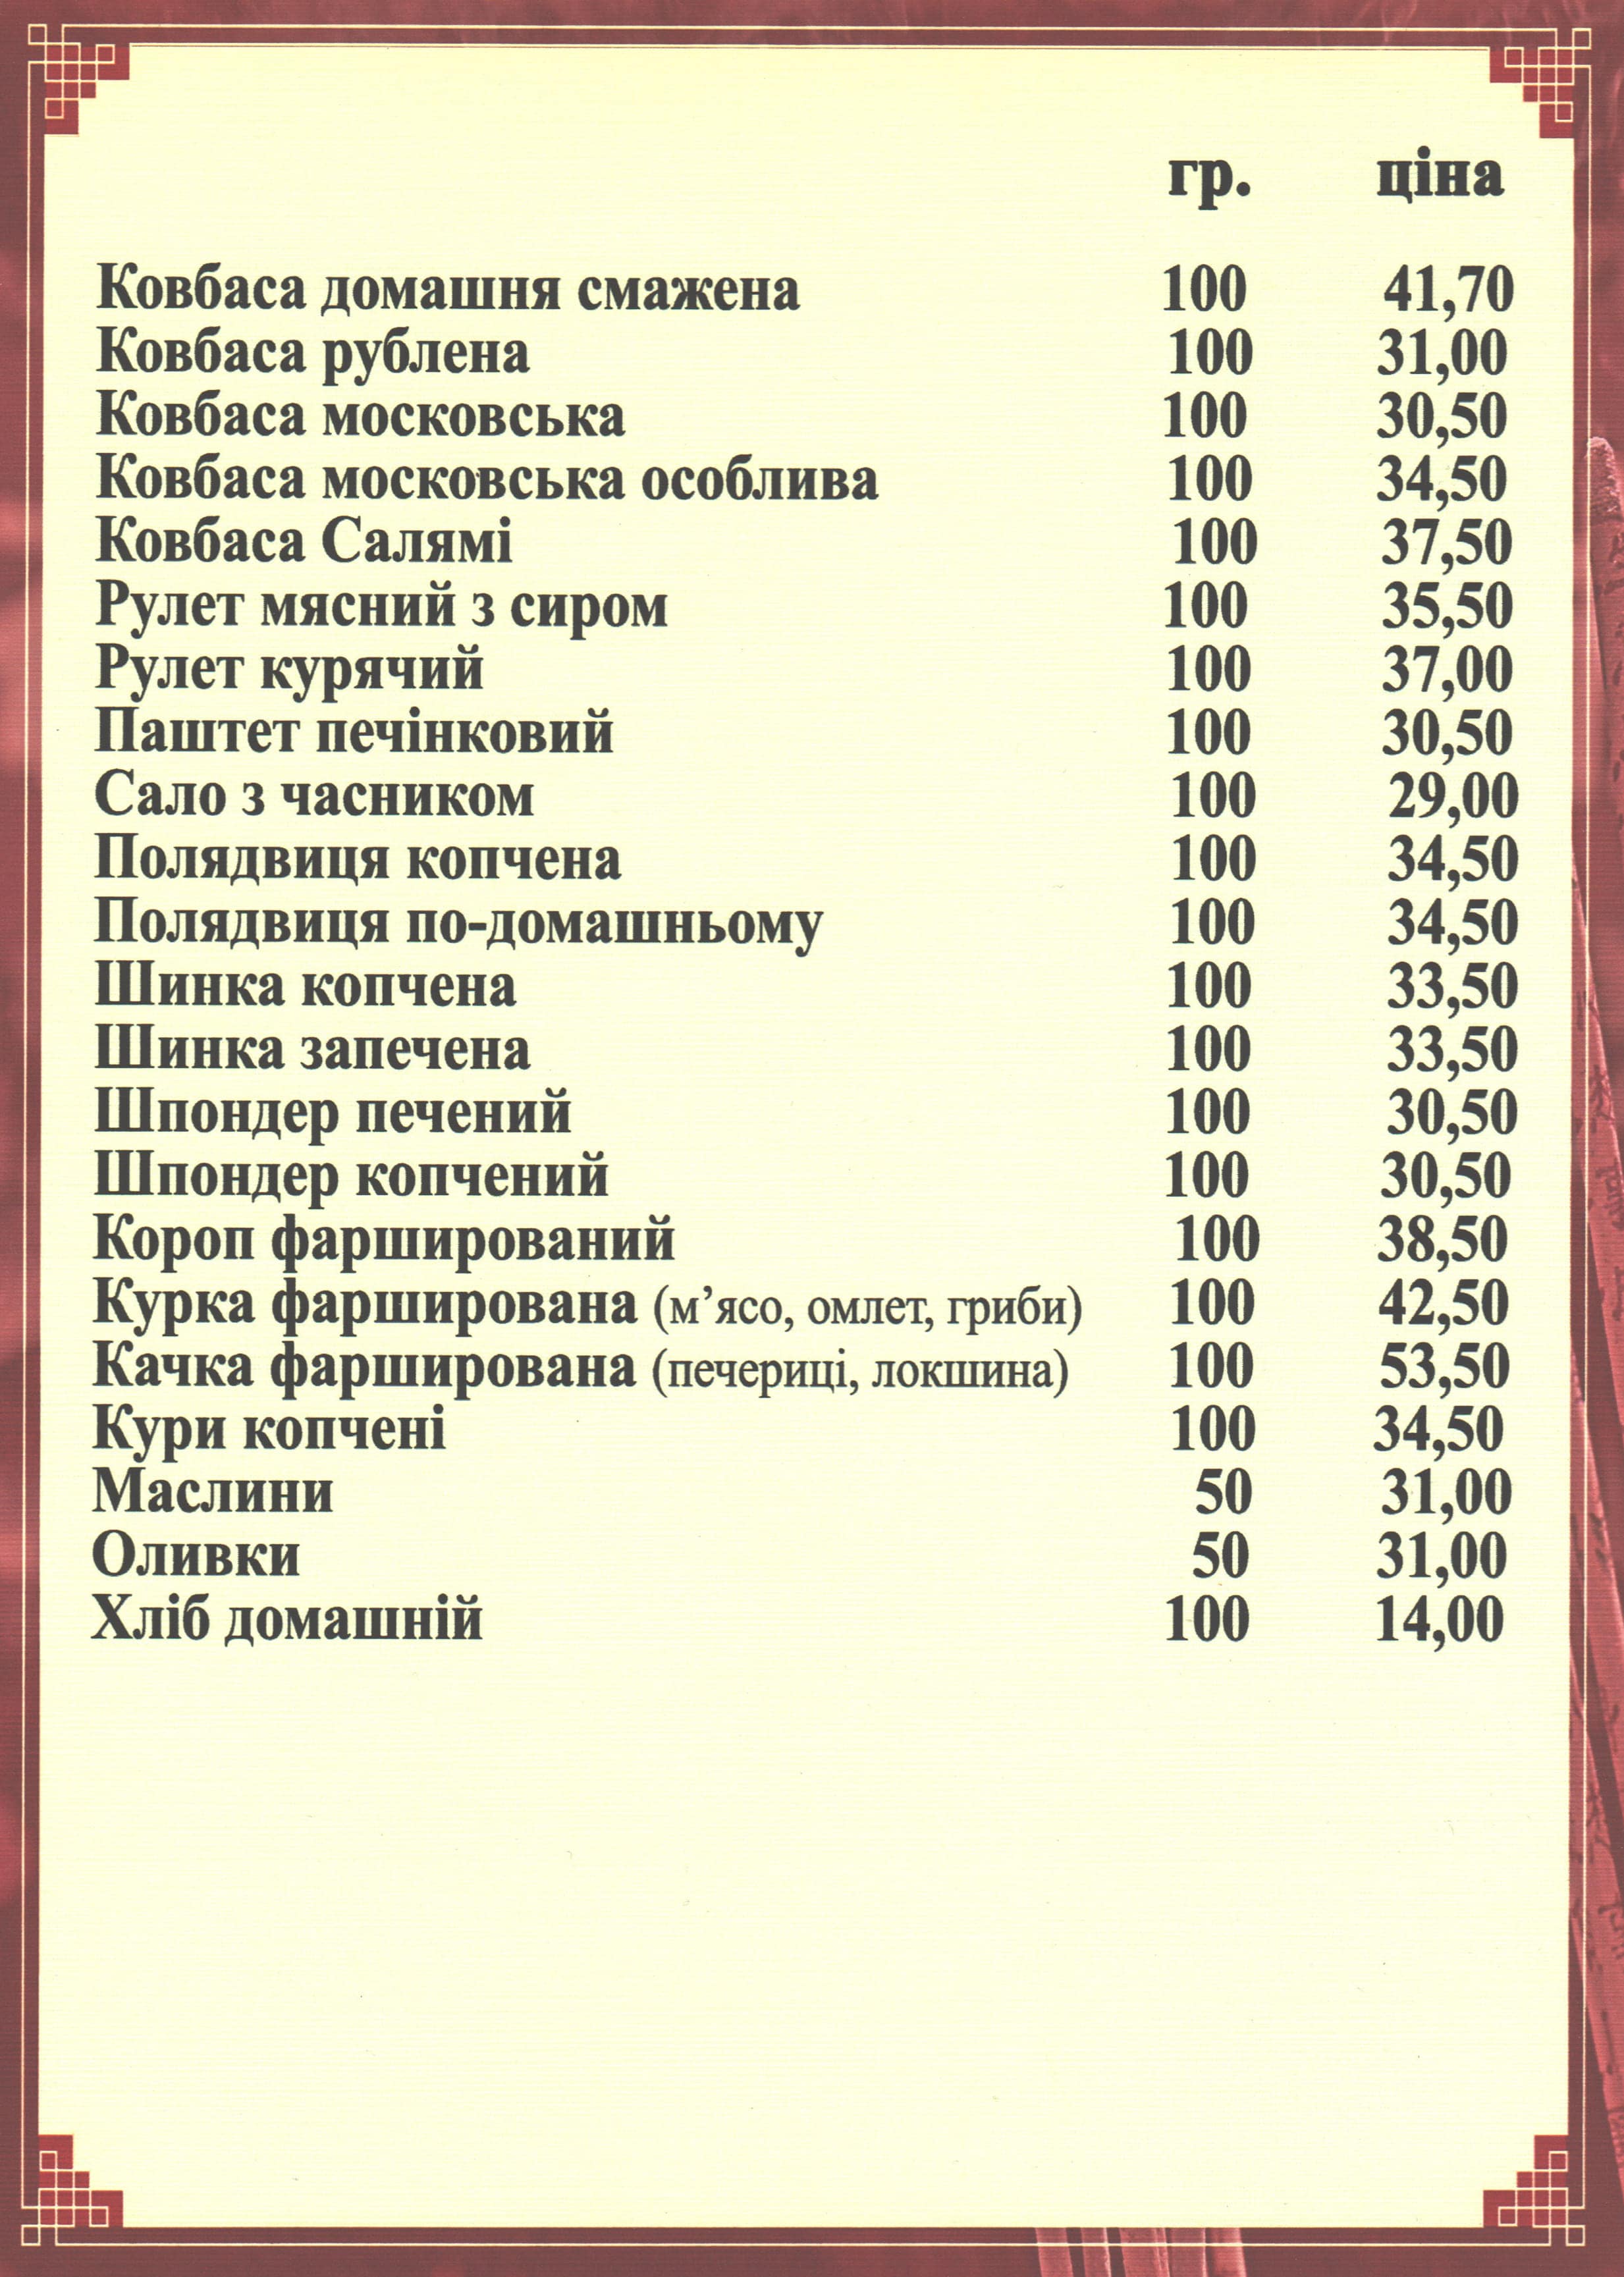 гр. ціна
Ковбаса домашня смажена 100 41,70
Ковбаса рублена 100 31,00
Ковбаса московська 100 30,50
Ковбаса московська особлива 100 34,50
Ковбаса Салямі 100 37,50
Рулет мясний з сиром 100 35,50
Рулет курячий 100 37,00
Паштет печінковий 100 30,50
Сало з часником 100 29,00
Полядвиця копчена 100 34,50
Полядвиця по-домашньому 100 34,50
Шинка копчена 100 33,50
Шинка запечена 100 33,50
Шпондер печений 100 30,50
Шпондер копчений 100 30,50
Короп фарширований 100 38,50
Курка фарширована (м’ясо, омлет, гриби) 100 42,50
Качка фарширована (печериці, локшина) 100 53,50
Кури копчені 100 34,50
Маслини 50 31,00
Оливки 50 31,00
Хліб домашній 100 14,00